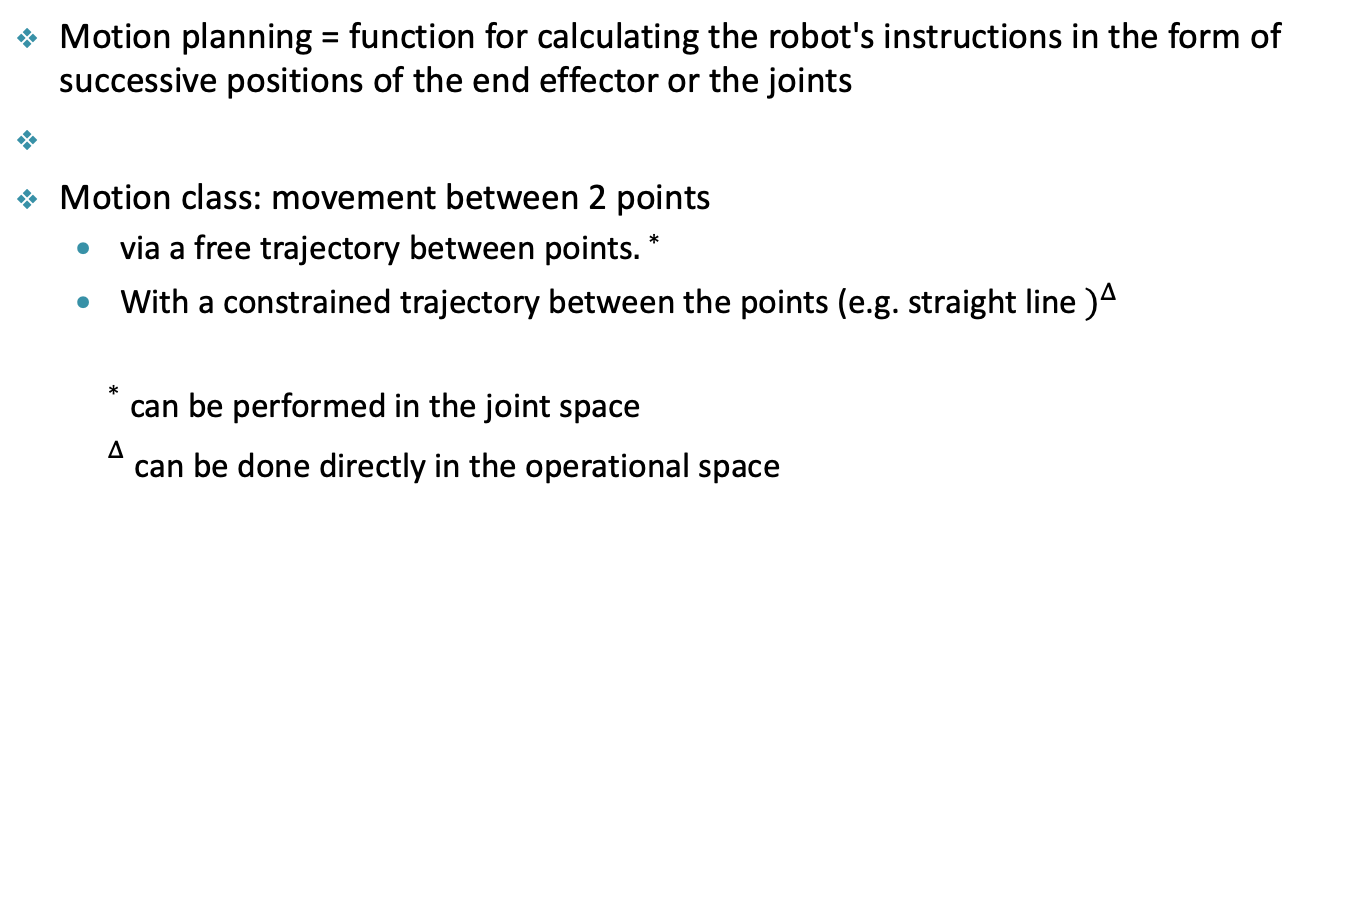 Motion planning = function for calculating the robot's instructions in the form of
successive positions of the end effector or the joints
Motion class: movement between 2 points
via a free trajectory between points. *
With a constrained trajectory between the points (e.g. straight line )Δ
* can be performed in the joint space
Δ can be done directly in the operational space